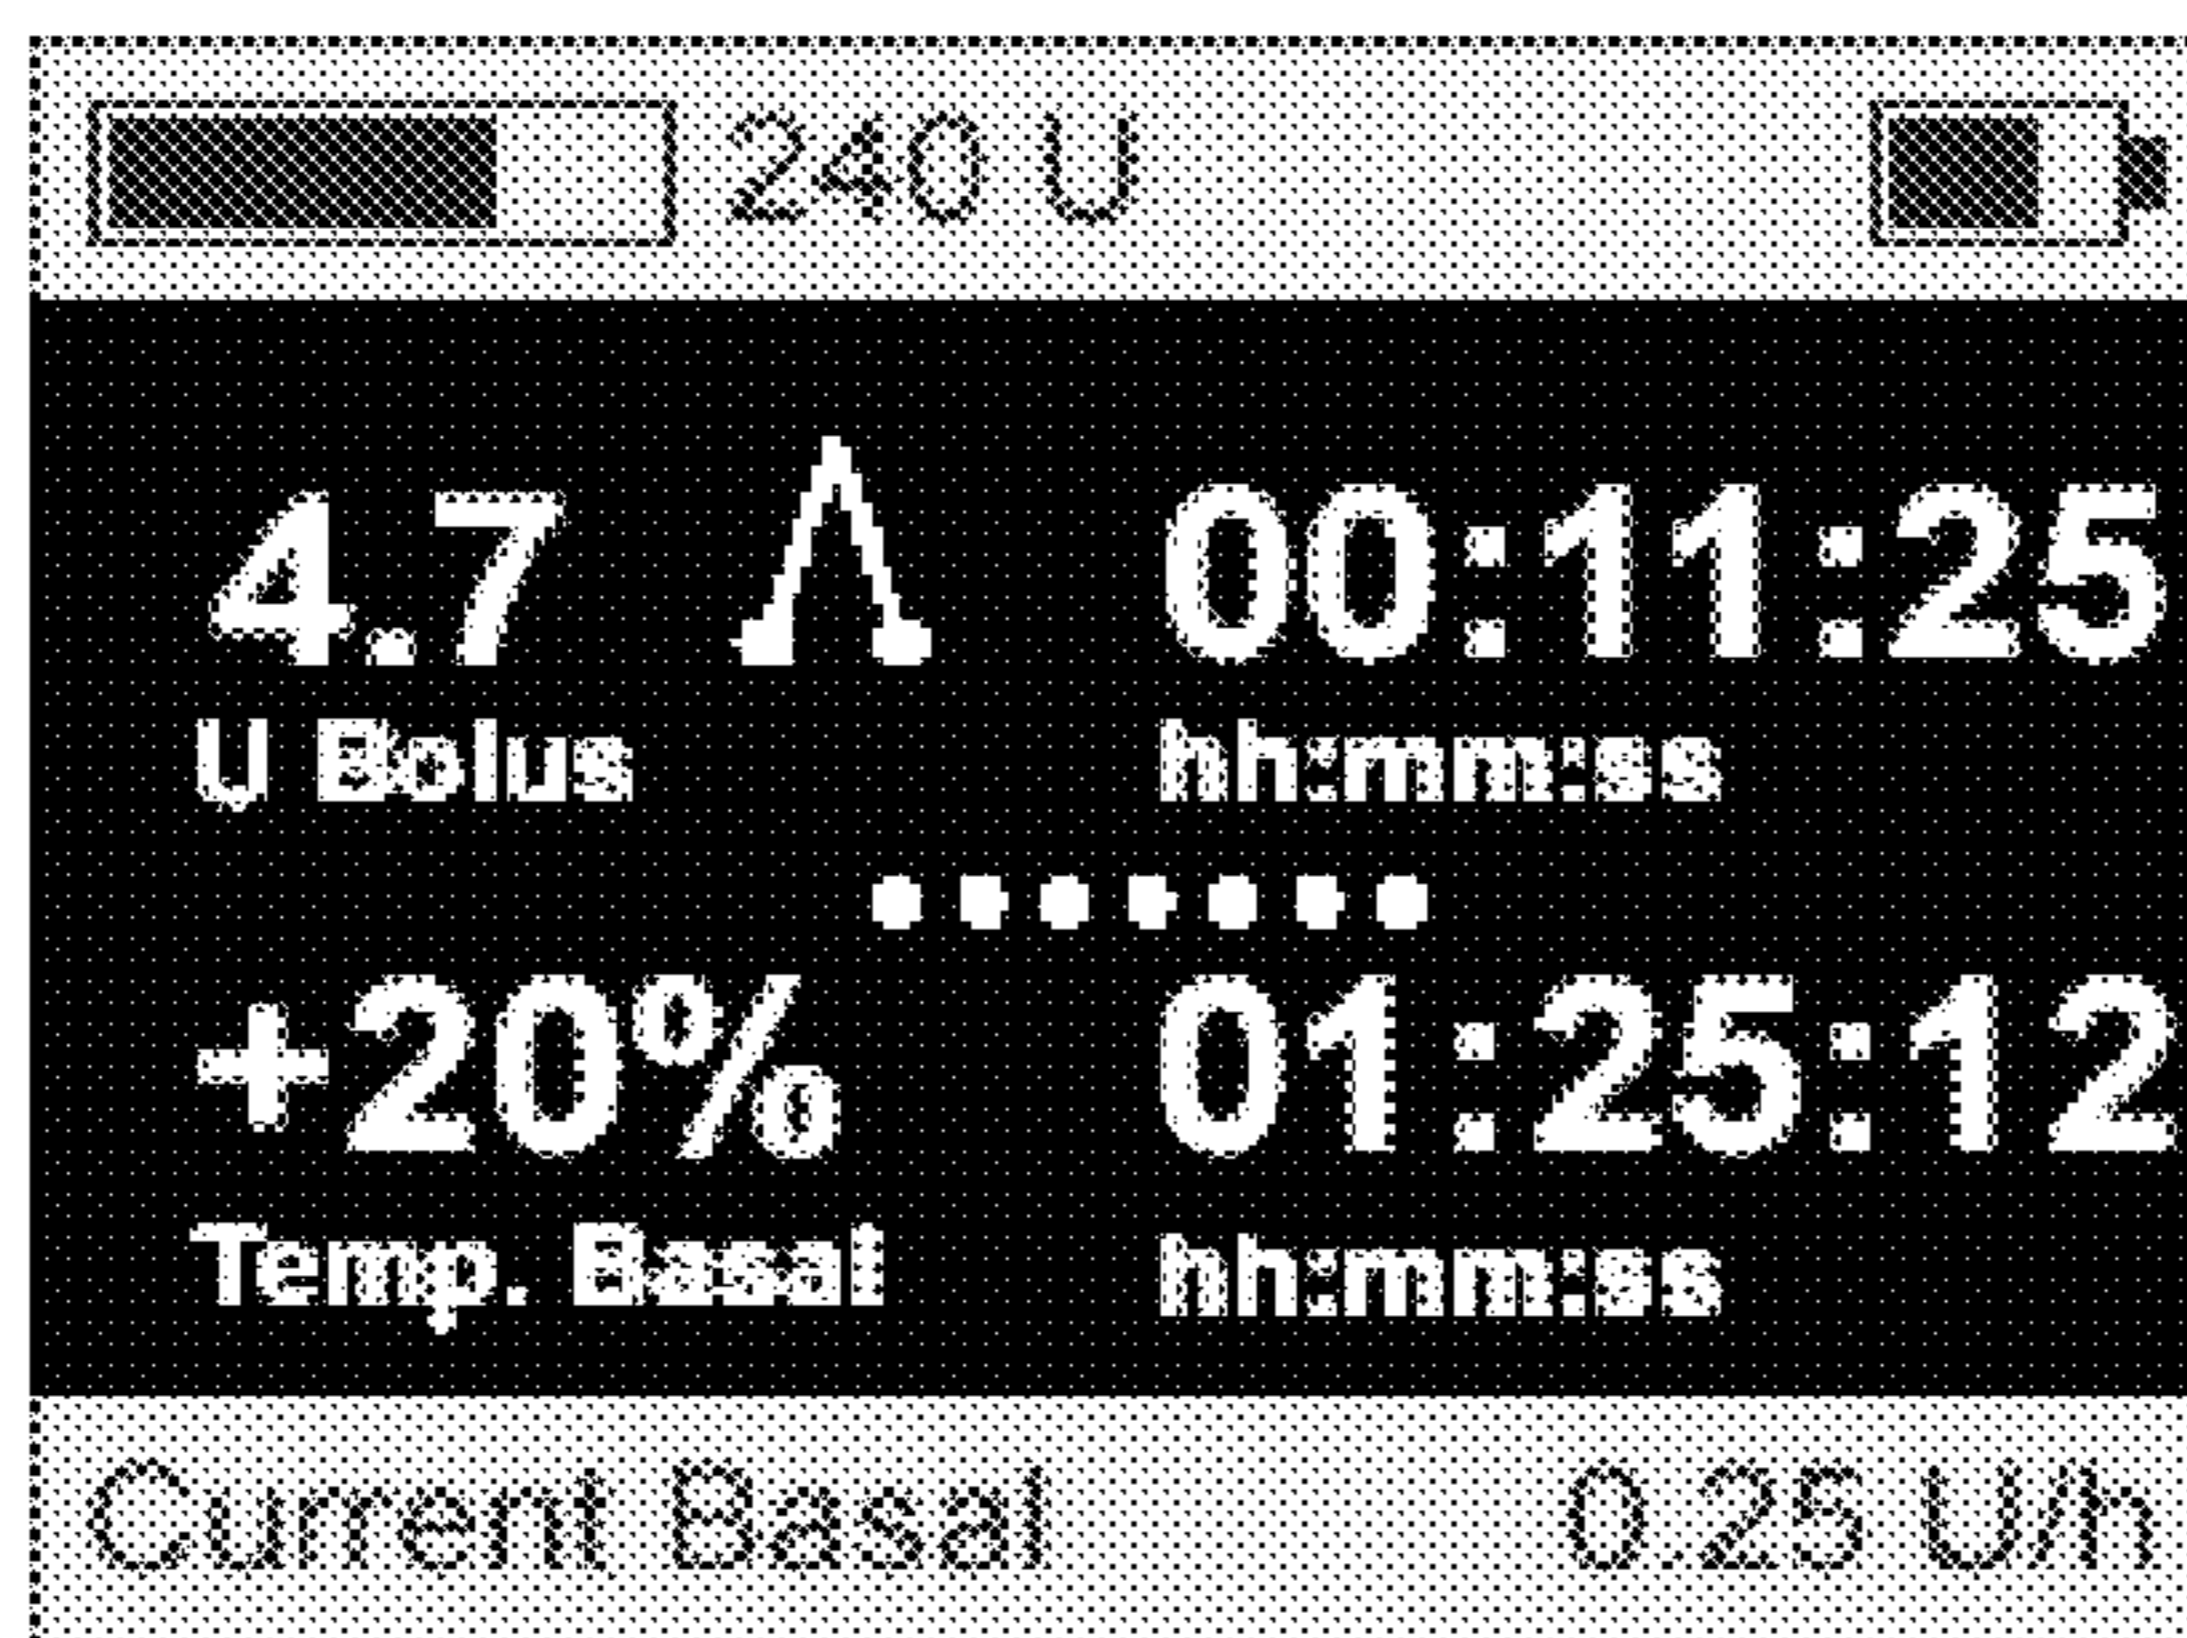 240 U
4.7 00:11:25
U Bolus hh:mm:ss
+20% 01:25:12
Temp. Basal hh:mm:ss
Current Basal 0.25 U/h